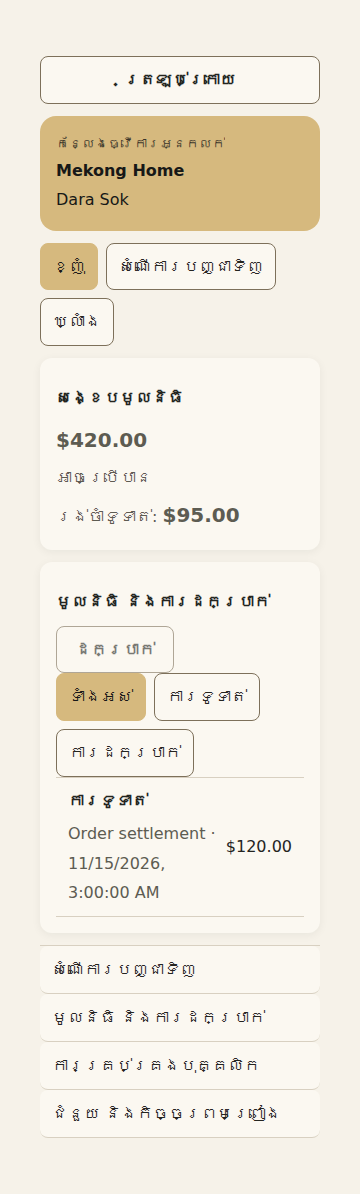 ត្រឡប់ក្រោយ
កន្លែងធ្វើការអ្នកលក់
Mekong Home
Dara Sok
ខ្ញុំ
សំណើការបញ្ជាទិញ
ឃ្លាំង
សង្ខេបមូលនិធិ
$420.00
អាចប្រើបាន
រង់ចាំទូទាត់: $95.00
មូលនិធិ និងការដកប្រាក់
ដកប្រាក់
ទាំងអស់
ការទូទាត់
ការដកប្រាក់
ការទូទាត់
Order settlement ·
11/15/2026,
3:00:00 AM
$120.00
សំណើការបញ្ជាទិញ
មូលនិធិ និងការដកប្រាក់
ការគ្រប់គ្រងបុគ្គលិក
ជំនួយ និងកិច្ចព្រមព្រៀង